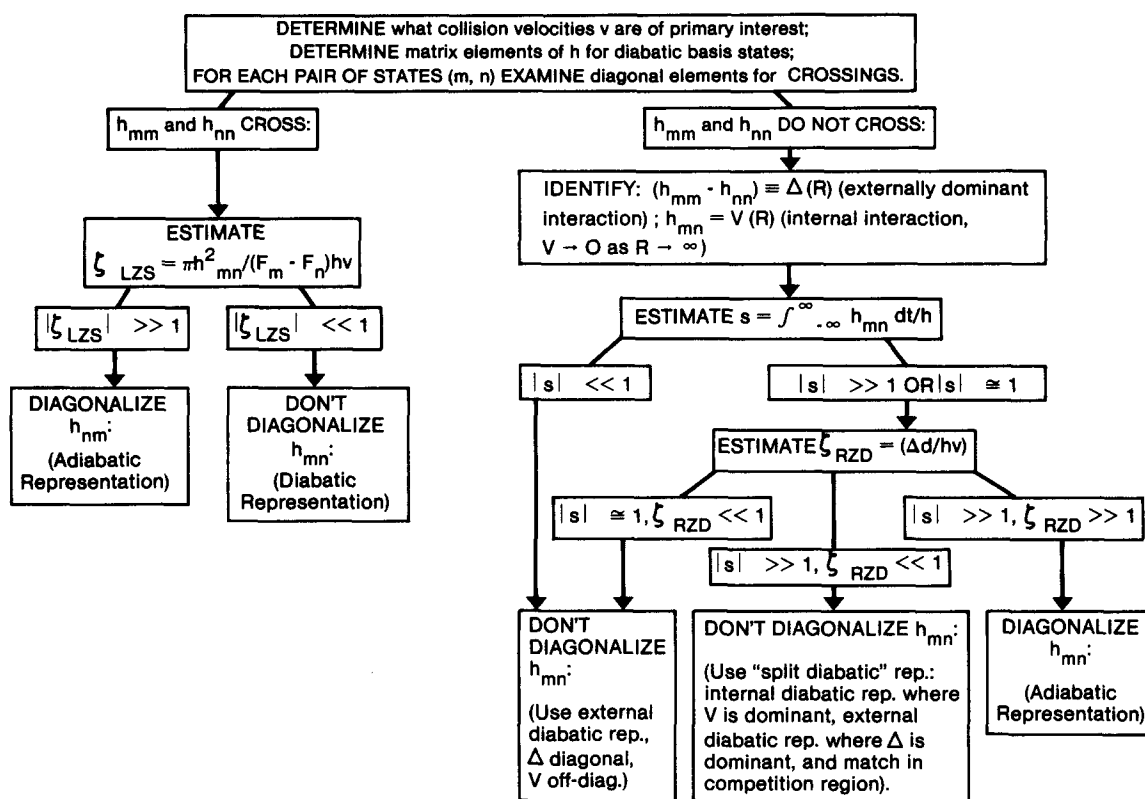 DETERMINE what collision velocities v are of primary interest;
DETERMINE matrix elements of h for diabatic basis states;
FOR EACH PAIR OF STATES (m, n) EXAMINE diagonal elements for CROSSINGS.
h_mm and h_nn CROSS:
ESTIMATE
ζ_LZS = πh²_mn/(F_m - F_n)hv
|ζ_LZS| >> 1
|ζ_LZS| << 1
DIAGONALIZE
h_nm:
(Adiabatic
Representation)
DON'T
DIAGONALIZE
h_mn:
(Diabatic
Representation)
h_mm and h_nn DO NOT CROSS:
IDENTIFY: (h_mm - h_nn) ≡ Δ(R) (externally dominant
interaction) ; h_mn = V (R) (internal interaction,
V → O as R → ∞)
ESTIMATE s = ∫^∞_-∞ h_mn dt/h
|s| << 1
|s| >> 1 OR |s| ≅ 1
ESTIMATE ζ_RZD = (Δd/hv)
|s| ≅ 1, ζ_RZD << 1
|s| >> 1, ζ_RZD << 1
|s| >> 1, ζ_RZD >> 1
DON'T
DIAGONALIZE
h_mn:
(Use external
diabatic rep.,
Δ diagonal,
V off-diag.)
DON'T DIAGONALIZE h_mn:
(Use "split diabatic" rep.:
internal diabatic rep. where
V is dominant, external
diabatic rep. where Δ is
dominant, and match in
competition region).
DIAGONALIZE
h_mn:
(Adiabatic
Representation)